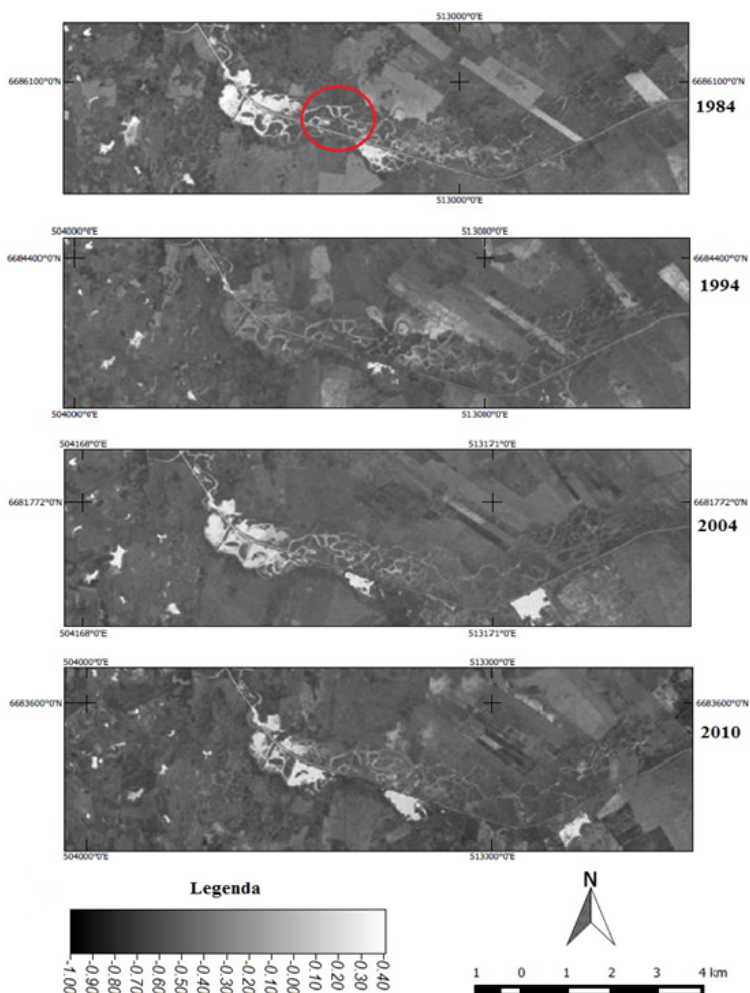 513000°0'E
6686100°0'N
6686100°0'N
1984
513000°0'E
504000°0'E
513000°0'E
6684400°0'N
6684400°0'N
1994
504000°0'E
513000°0'E
504168°0'E
513171°0'E
6681772°0'N
6681772°0'N
2004
504168°0'E
513171°0'E
504000°0'E
513000°0'E
6683600°0'N
6683600°0'N
2010
504000°0'E
513000°0'E
Legenda
N
-1.00
-0.90
-0.80
-0.70
-0.60
-0.50
-0.40
-0.30
-0.20
-0.10
-0.00
0.10
0.20
0.30
0.40
1 0 1 2 3 4 km